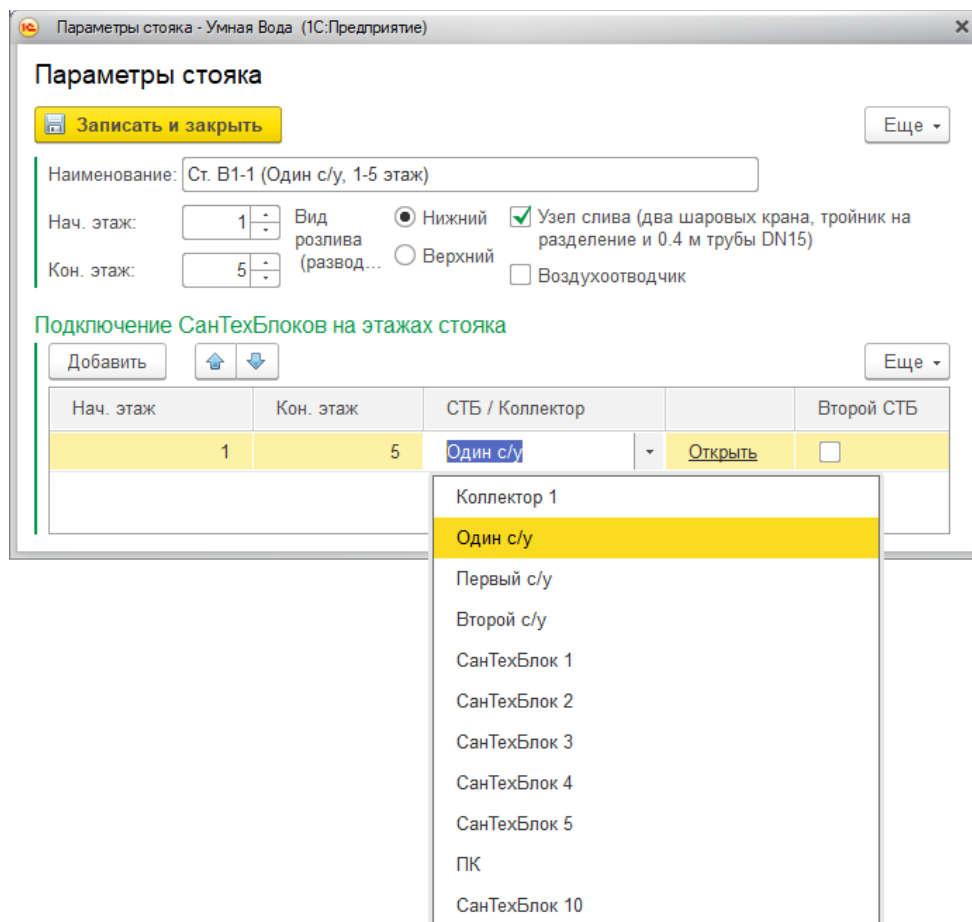 1С Параметры стояка - Умная Вода (1С:Предприятие)
Параметры стояка
Записать и закрыть
Еще
Наименование: Ст. В1-1 (Один с/у, 1-5 этаж)
Нач. этаж: 1
Кон. этаж: 5
Вид
розлива
(развод...
Нижний
Верхний
Узел слива (два шаровых крана, тройник на
разделение и 0.4 м трубы DN15)
Воздухоотводчик
Подключение СанТехБлоков на этажах стояка
Добавить
Еще
Нач. этаж Кон. этаж СТБ / Коллектор Второй СТБ
1 5 Один с/у Открыть
Коллектор 1
Один с/у
Первый с/у
Второй с/у
СанТехБлок 1
СанТехБлок 2
СанТехБлок 3
СанТехБлок 4
СанТехБлок 5
ПК
СанТехБлок 10